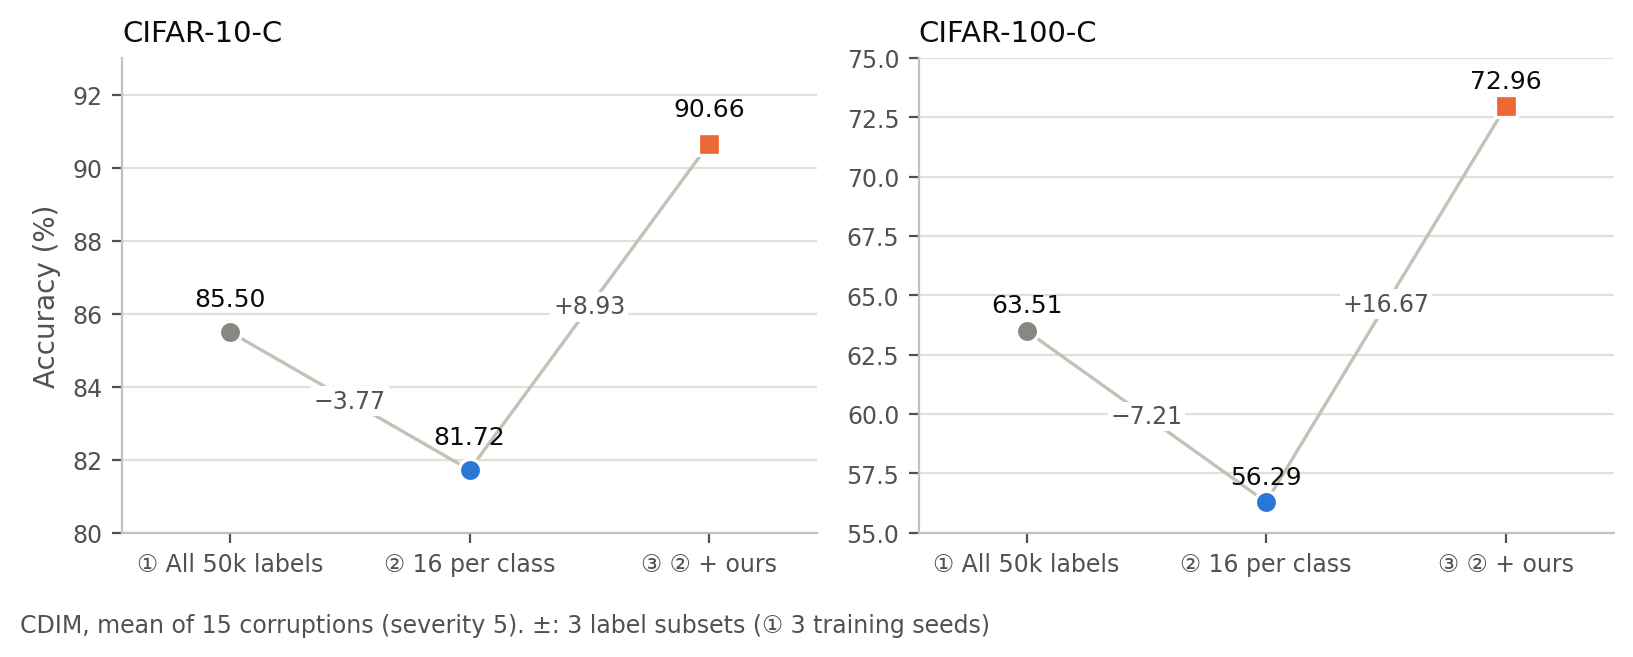 CIFAR-10-C
Accuracy (%)
92
90
88
86
84
82
80
85.50
−3.77
81.72
+8.93
90.66
① All 50k labels
② 16 per class
③ ② + ours
CIFAR-100-C
75.0
72.5
70.0
67.5
65.0
62.5
60.0
57.5
55.0
63.51
−7.21
56.29
+16.67
72.96
① All 50k labels
② 16 per class
③ ② + ours
CDIM, mean of 15 corruptions (severity 5). ±: 3 label subsets (① 3 training seeds)